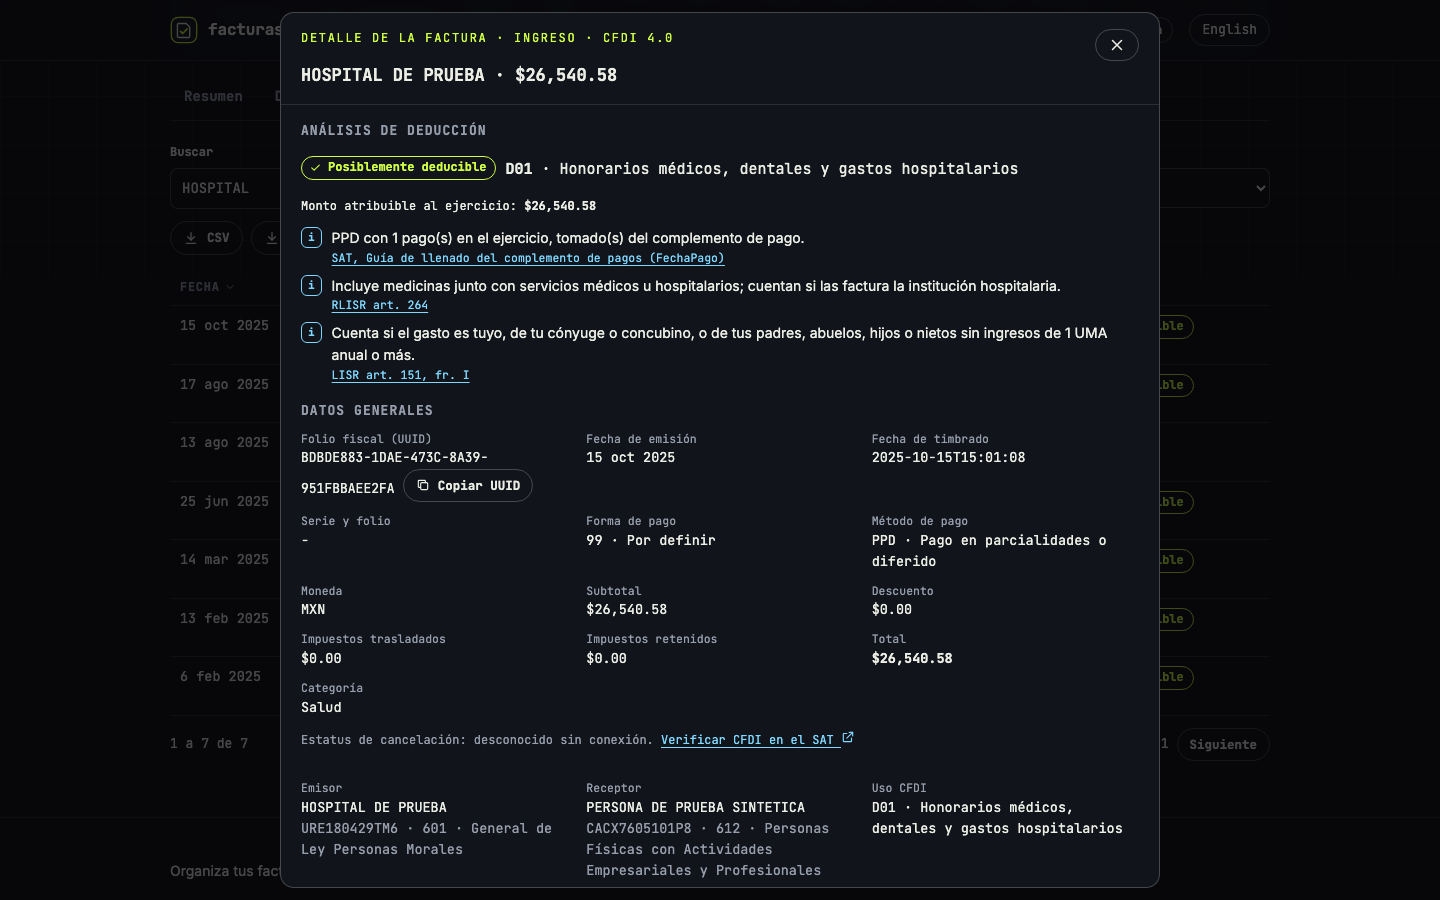 facturas
English
DETALLE DE LA FACTURA · INGRESO · CFDI 4.0
HOSPITAL DE PRUEBA · $26,540.58
Resumen
Buscar
HOSPITAL
CSV
FECHA
15 oct 2025
17 ago 2025
13 ago 2025
25 jun 2025
14 mar 2025
13 feb 2025
6 feb 2025
1 a 7 de 7
1
Siguiente
ANÁLISIS DE DEDUCCIÓN
Posiblemente deducible D01 · Honorarios médicos, dentales y gastos hospitalarios
Monto atribuible al ejercicio: $26,540.58
i PPD con 1 pago(s) en el ejercicio, tomado(s) del complemento de pago.
SAT, Guía de llenado del complemento de pagos (FechaPago)
i Incluye medicinas junto con servicios médicos u hospitalarios; cuentan si las factura la institución hospitalaria.
RLISR art. 264
i Cuenta si el gasto es tuyo, de tu cónyuge o concubino, o de tus padres, abuelos, hijos o nietos sin ingresos de 1 UMA
anual o más.
LISR art. 151, fr. I
DATOS GENERALES
Folio fiscal (UUID)
BDBDE883-1DAE-473C-8A39-
951FBBAEE2FA Copiar UUID
Fecha de emisión
15 oct 2025
Fecha de timbrado
2025-10-15T15:01:08
Serie y folio
-
Forma de pago
99 · Por definir
Método de pago
PPD · Pago en parcialidades o
diferido
Moneda
MXN
Subtotal
$26,540.58
Descuento
$0.00
Impuestos trasladados
$0.00
Impuestos retenidos
$0.00
Total
$26,540.58
Categoría
Salud
Estatus de cancelación: desconocido sin conexión. Verificar CFDI en el SAT
Emisor
HOSPITAL DE PRUEBA
URE180429TM6 · 601 · General de
Ley Personas Morales
Receptor
PERSONA DE PRUEBA SINTETICA
CACX7605101P8 · 612 · Personas
Físicas con Actividades
Empresariales y Profesionales
Uso CFDI
D01 · Honorarios médicos,
dentales y gastos hospitalarios
Organiza tus